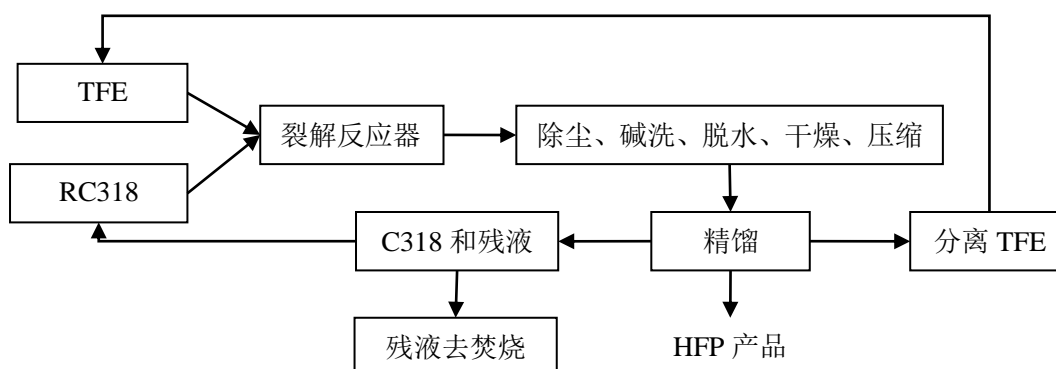 TFE
裂解反应器
除尘、碱洗、脱水、干燥、压缩
RC318
C318 和残液
精馏
分离 TFE
残液去焚烧
HFP 产品